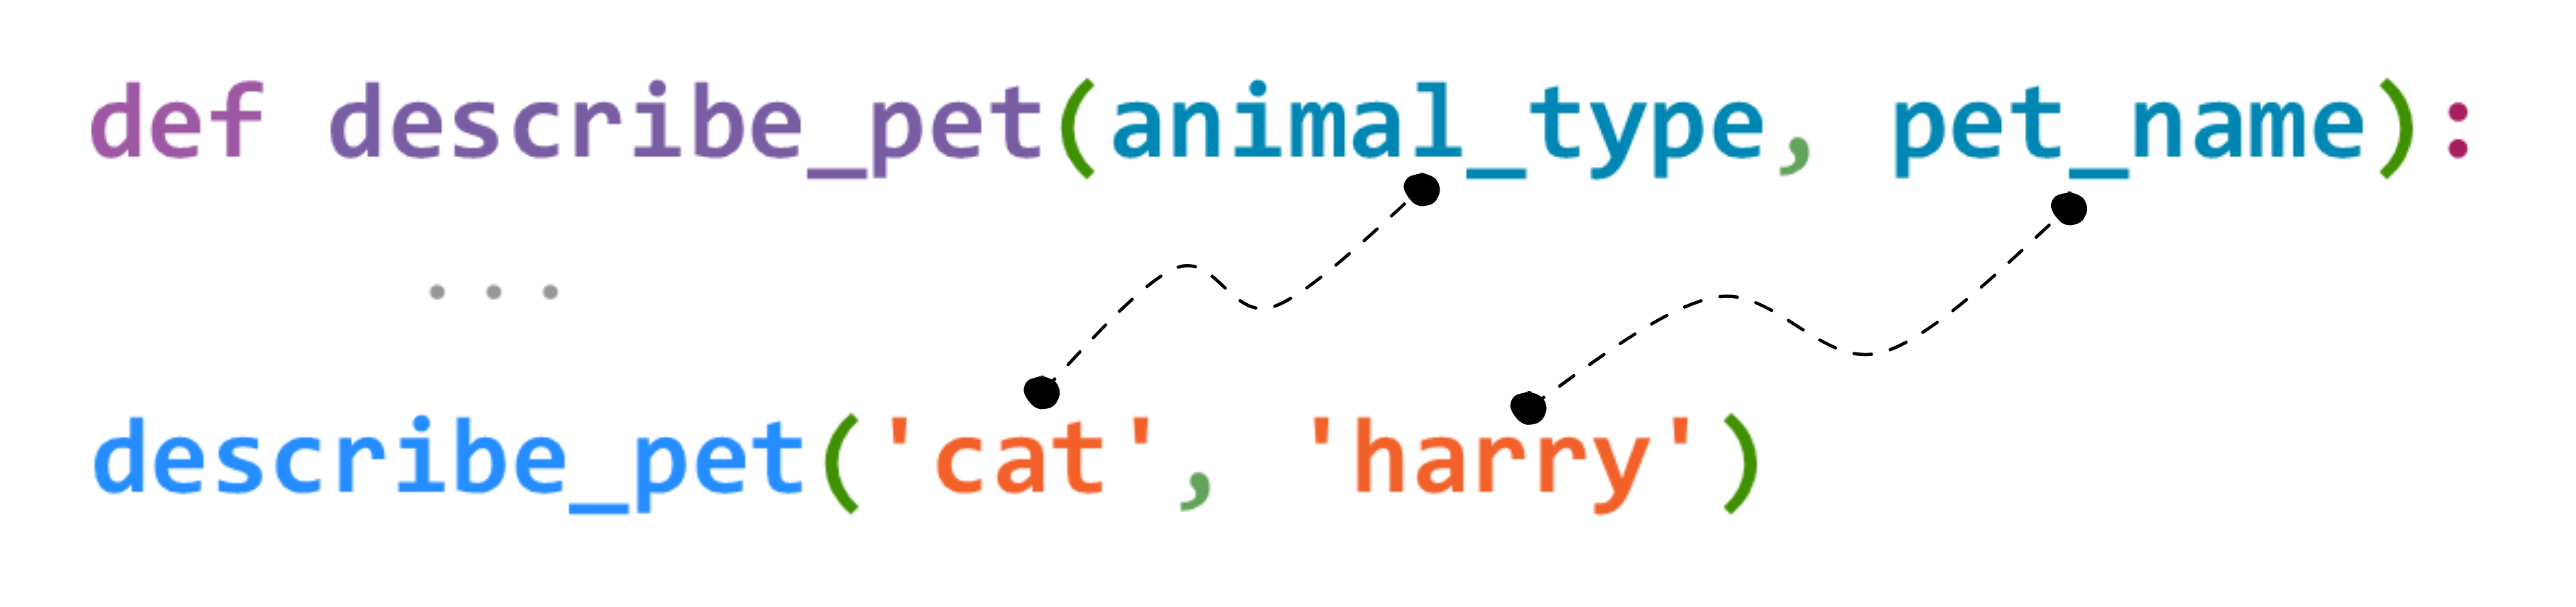 def describe_pet(animal_type, pet_name):
...
describe_pet('cat', 'harry')